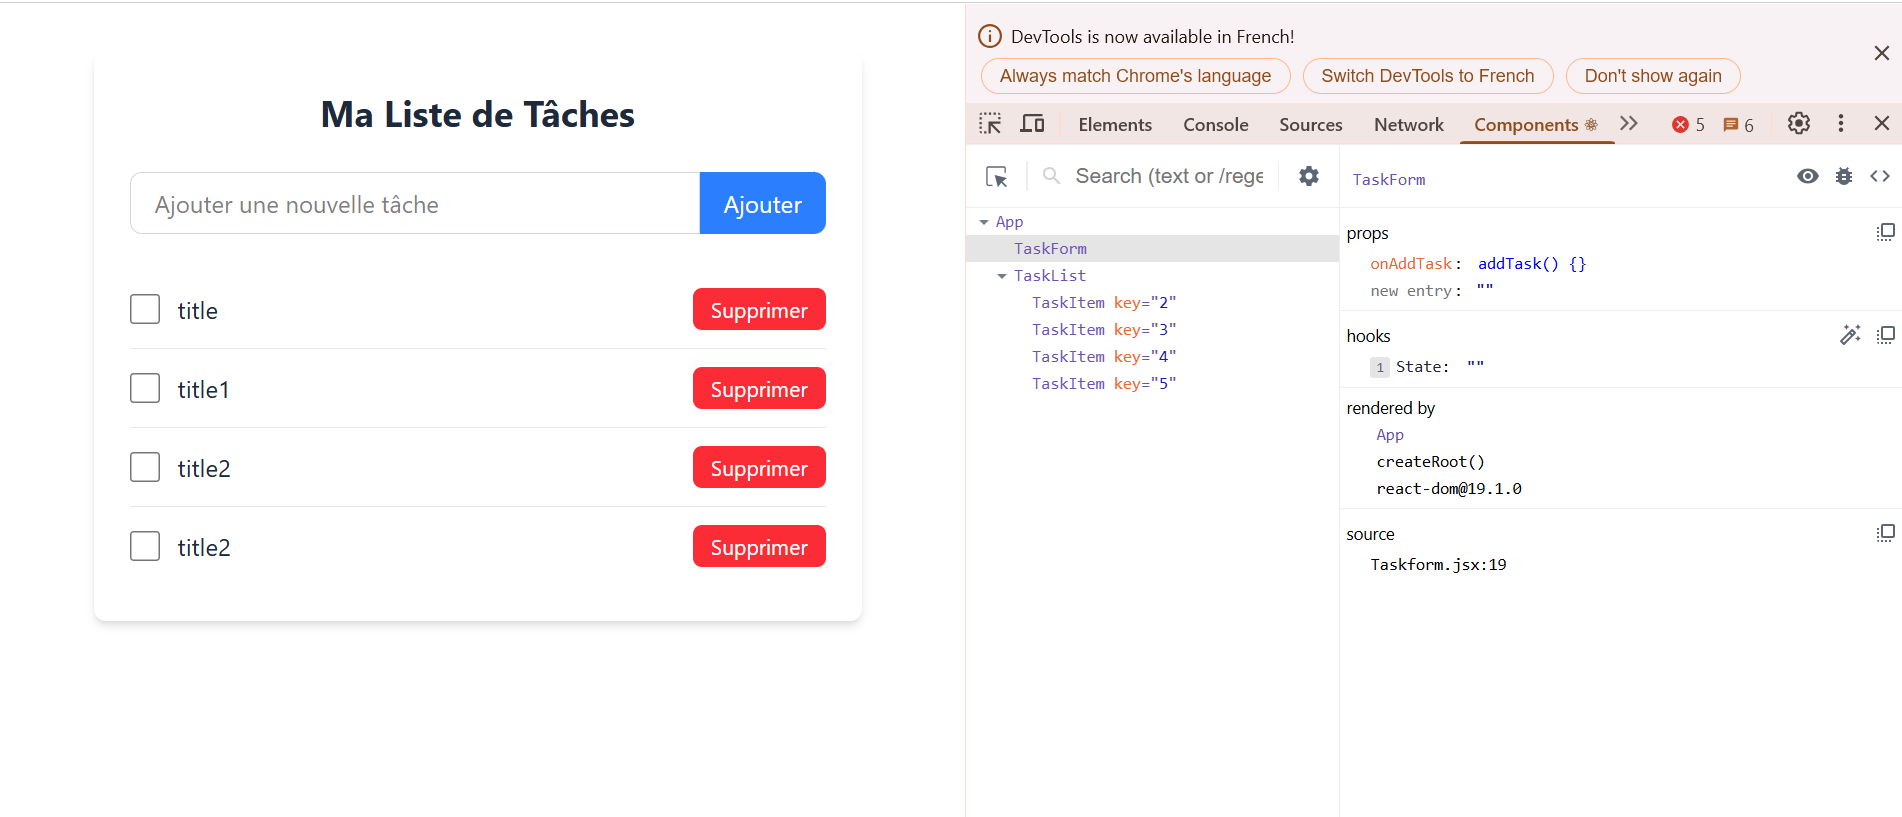 Ma Liste de Tâches
Ajouter une nouvelle tâche
Ajouter
title
Supprimer
title1
Supprimer
title2
Supprimer
title2
Supprimer
DevTools is now available in French!
Always match Chrome's language
Switch DevTools to French
Don't show again
Elements
Console
Sources
Network
Components
5
6
Search (text or /rege
App
TaskForm
TaskList
TaskItem key="2"
TaskItem key="3"
TaskItem key="4"
TaskItem key="5"
TaskForm
props
onAddTask: addTask() {}
new entry: ""
hooks
1 State: ""
rendered by
App
createRoot()
react-dom@19.1.0
source
Taskform.jsx:19